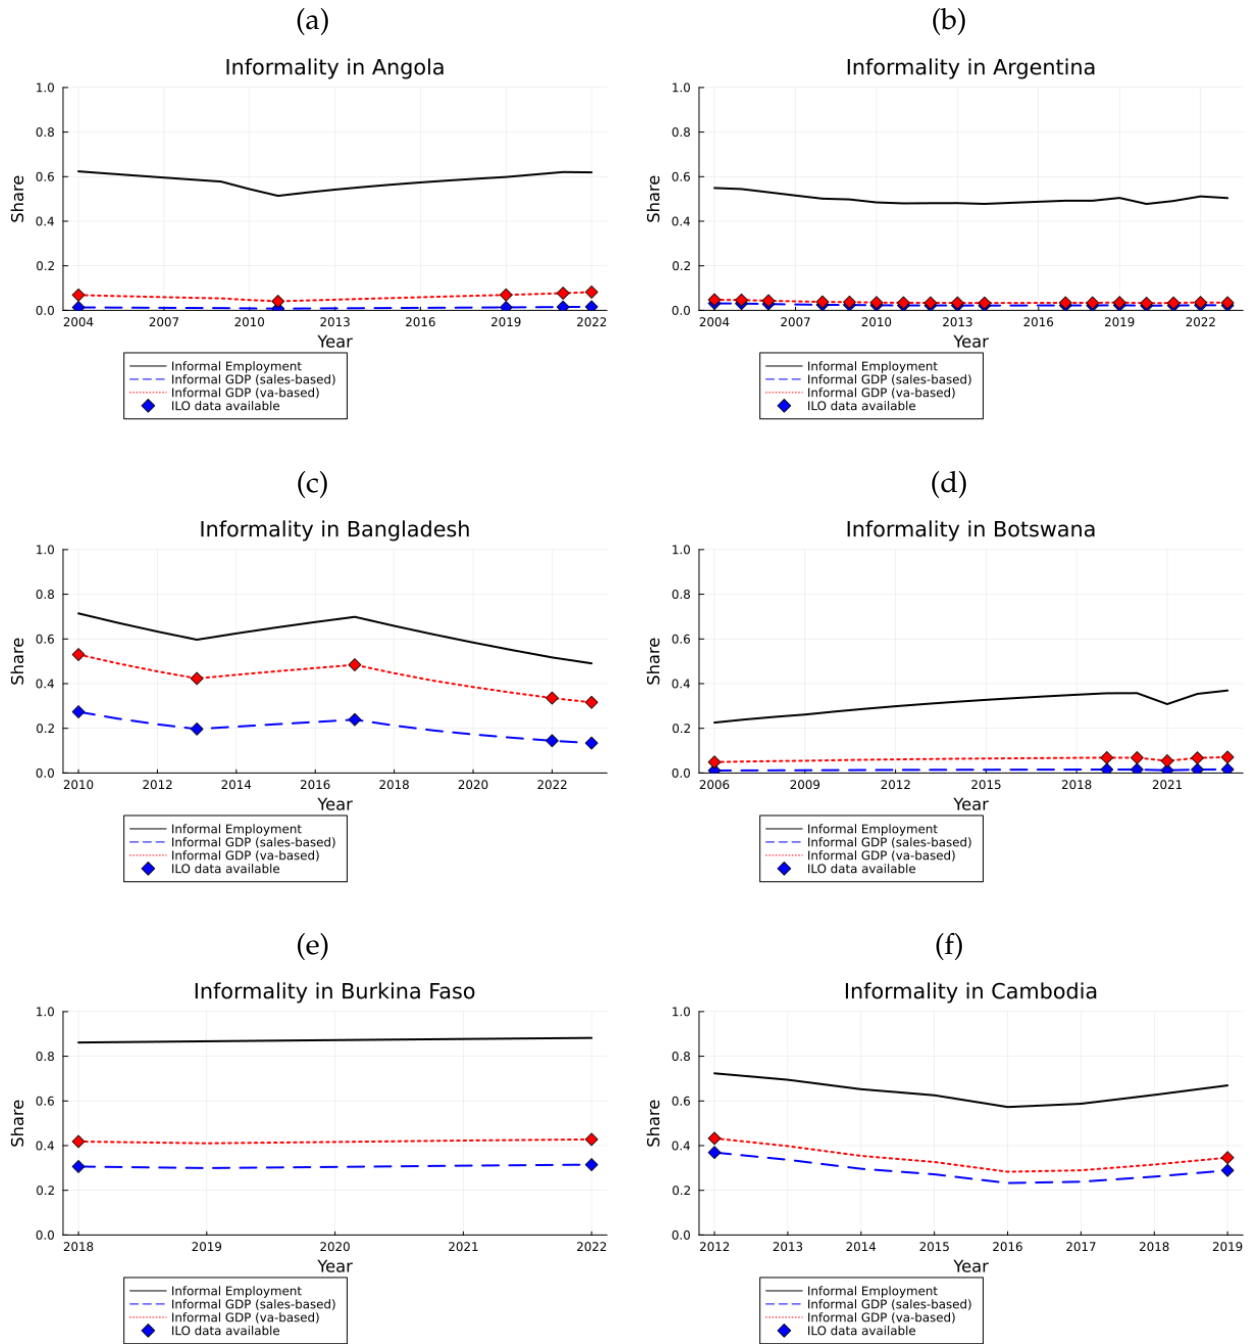 (a)
Informality in Angola
1.0
0.8
0.6
0.4
0.2
0.0
Share
2004 2007 2010 2013 2016 2019 2022
Year
Informal Employment
Informal GDP (sales-based)
Informal GDP (va-based)
ILO data available
(b)
Informality in Argentina
1.0
0.8
0.6
0.4
0.2
0.0
Share
2004 2007 2010 2013 2016 2019 2022
Year
Informal Employment
Informal GDP (sales-based)
Informal GDP (va-based)
ILO data available
(c)
Informality in Bangladesh
1.0
0.8
0.6
0.4
0.2
0.0
Share
2010 2012 2014 2016 2018 2020 2022
Year
Informal Employment
Informal GDP (sales-based)
Informal GDP (va-based)
ILO data available
(d)
Informality in Botswana
1.0
0.8
0.6
0.4
0.2
0.0
Share
2006 2009 2012 2015 2018 2021
Year
Informal Employment
Informal GDP (sales-based)
Informal GDP (va-based)
ILO data available
(e)
Informality in Burkina Faso
1.0
0.8
0.6
0.4
0.2
0.0
Share
2018 2019 2020 2021 2022
Year
Informal Employment
Informal GDP (sales-based)
Informal GDP (va-based)
ILO data available
(f)
Informality in Cambodia
1.0
0.8
0.6
0.4
0.2
0.0
Share
2012 2013 2014 2015 2016 2017 2018 2019
Year
Informal Employment
Informal GDP (sales-based)
Informal GDP (va-based)
ILO data available